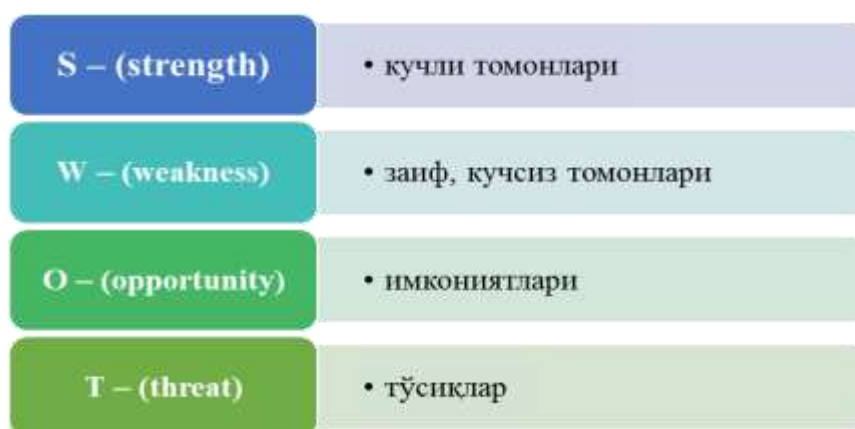 S – (strength)
• кучли томонлари
W – (weakness)
• заиф, кучсиз томонлари
O – (opportunity)
• имкониятлари
T – (threat)
• тўсиқлар